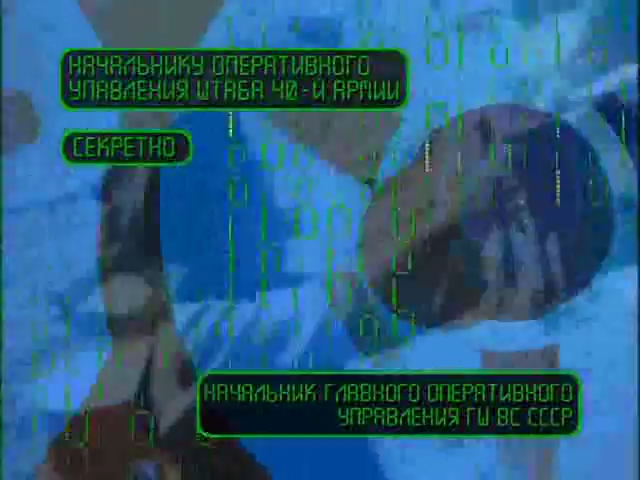 НАЧАЛЬНИКУ ОПЕРАТИВНОГО
УПРАВЛЕНИЯ ШТАБА 40-Й АРМИИ
СЕКРЕТНО
НАЧАЛЬНИК ГЛАВНОГО ОПЕРАТИВНОГО
УПРАВЛЕНИЯ ГШ ВС СССР